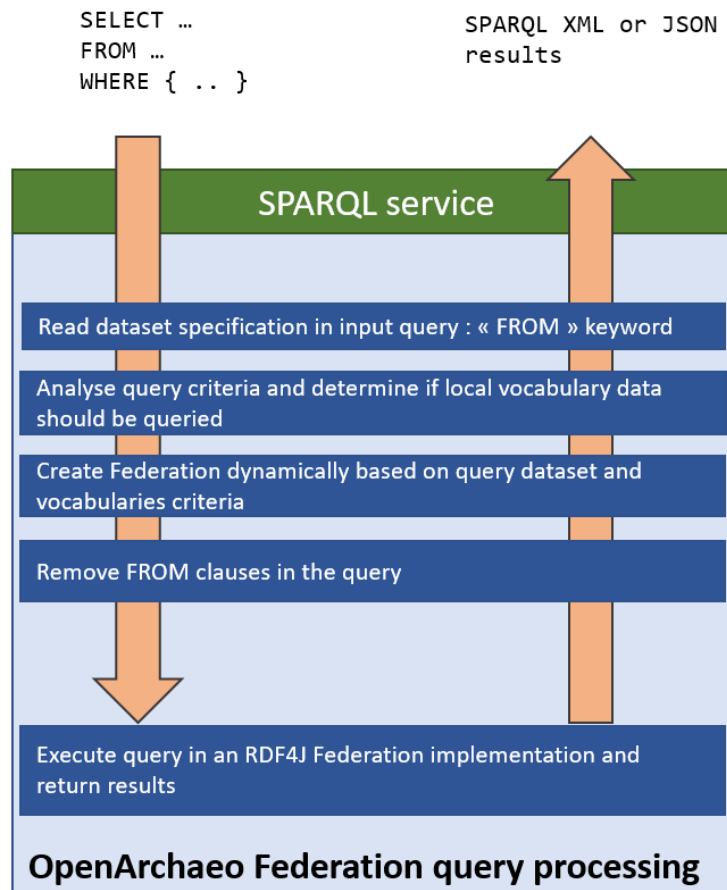 SELECT …
FROM …
WHERE { .. }
SPARQL XML or JSON
results
SPARQL service
Read dataset specification in input query : « FROM » keyword
Analyse query criteria and determine if local vocabulary data
should be queried
Create Federation dynamically based on query dataset and
vocabularies criteria
Remove FROM clauses in the query
Execute query in an RDF4J Federation implementation and
return results
OpenArchaeo Federation query processing